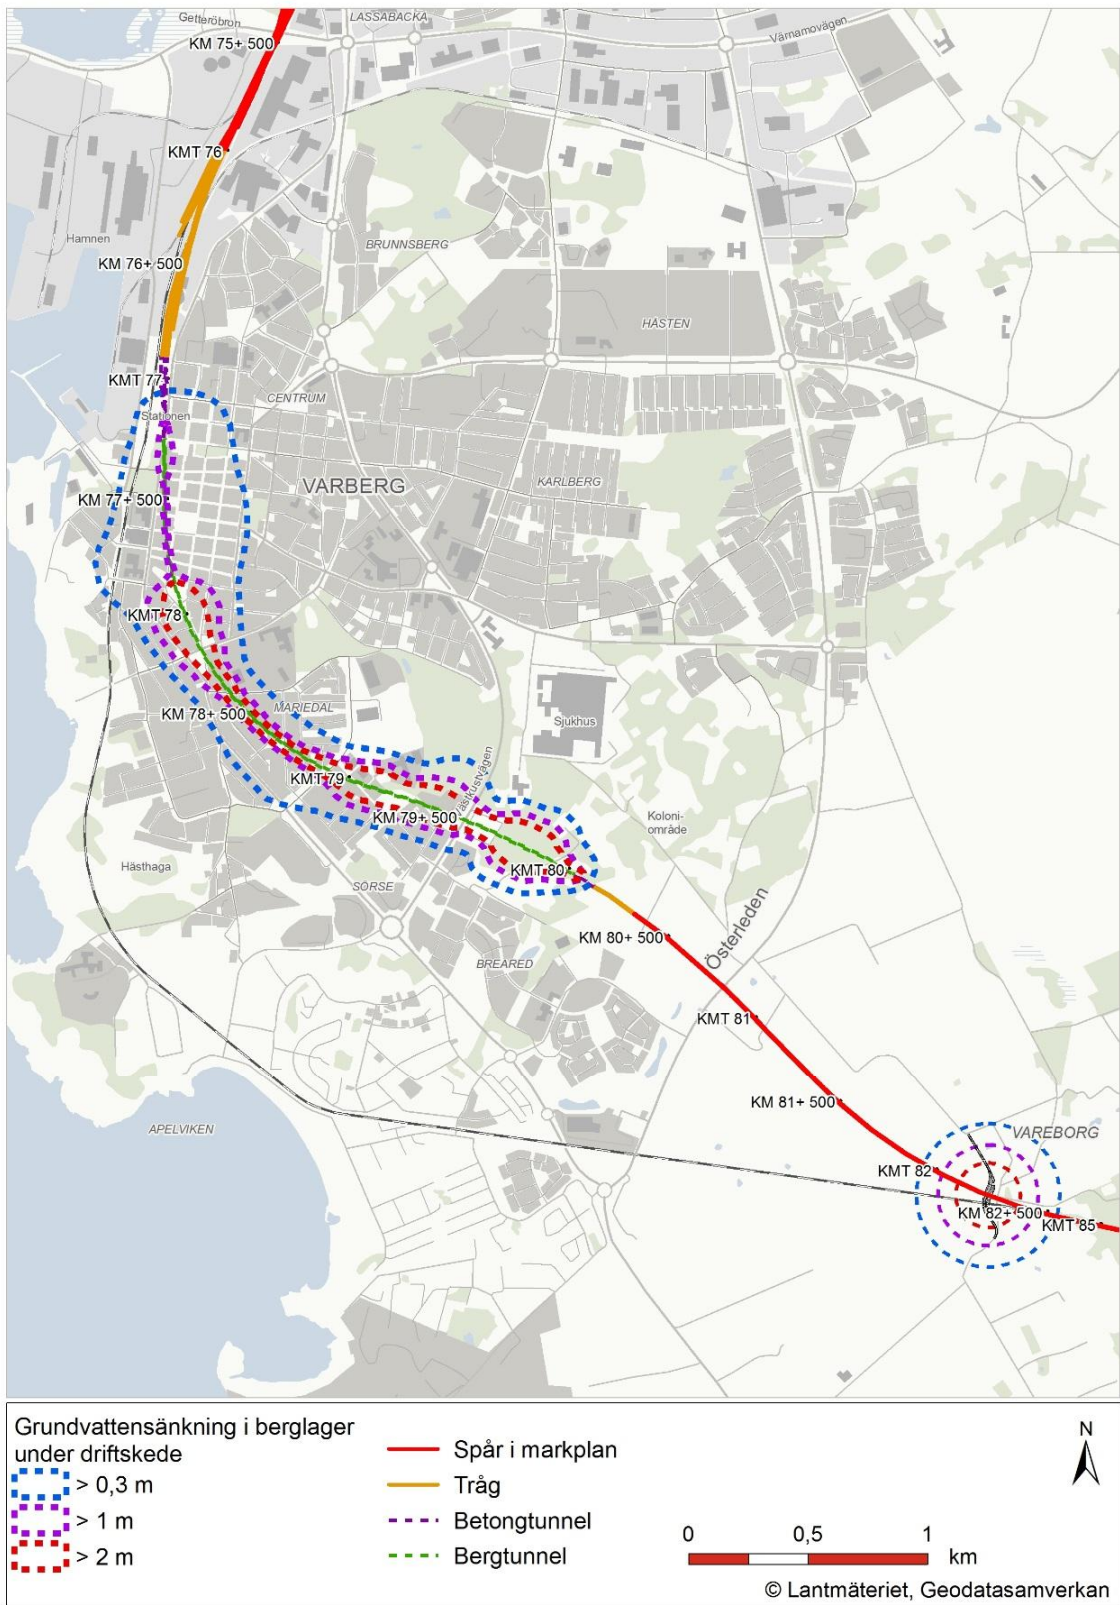 Getteröbron
LASSABACKA
Värnamovägen
KM 75+ 500
KMT 76
Hamnen
BRUNNSBERG
KM 76+ 500
HÅSTEN
KMT 77
CENTRUM
Stationen
VARBERG
KARLBERG
KM 77+ 500
KMT 78
MARIEDAL
KM 78+ 500
Sjukhus
KMT 79
Västkustvägen
KM 79+ 500
Koloni-
område
Hästhaga
KMT 80
SÖRSE
Österleden
KM 80+ 500
BREARED
KMT 81
KM 81+ 500
APELVIKEN
VAREBORG
KMT 82
KM 82+ 500
KMT 85
Grundvattensänkning i berglager
under driftskede
> 0,3 m
> 1 m
> 2 m
Spår i markplan
Tråg
Betongtunnel
Bergtunnel
N
0 0,5 1
km
© Lantmäteriet, Geodatasamverkan